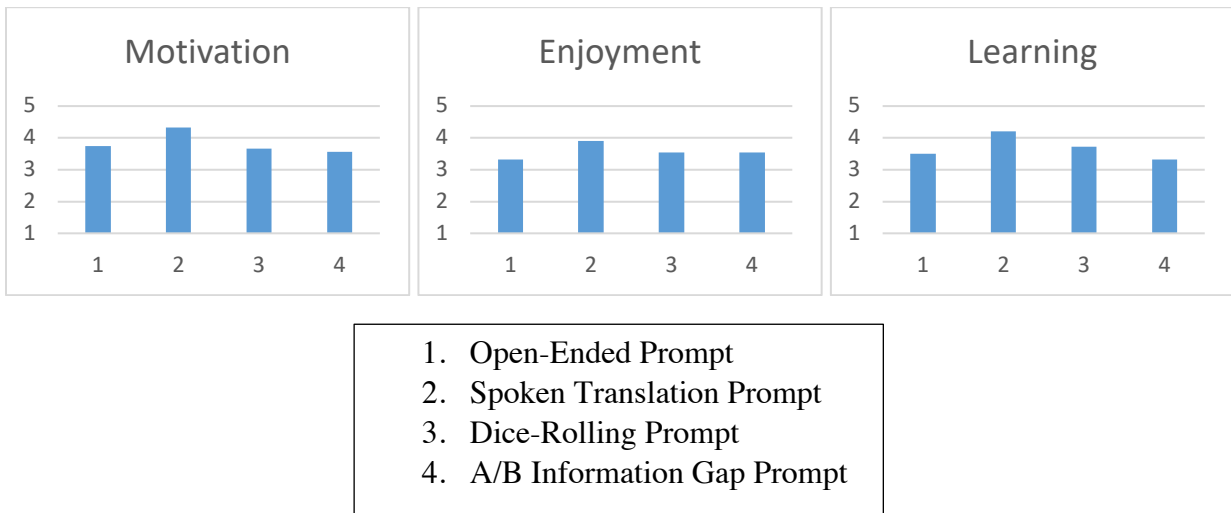 Motivation
5
4
3
2
1
1 2 3 4
Enjoyment
5
4
3
2
1
1 2 3 4
Learning
5
4
3
2
1
1 2 3 4
1. Open-Ended Prompt
2. Spoken Translation Prompt
3. Dice-Rolling Prompt
4. A/B Information Gap Prompt